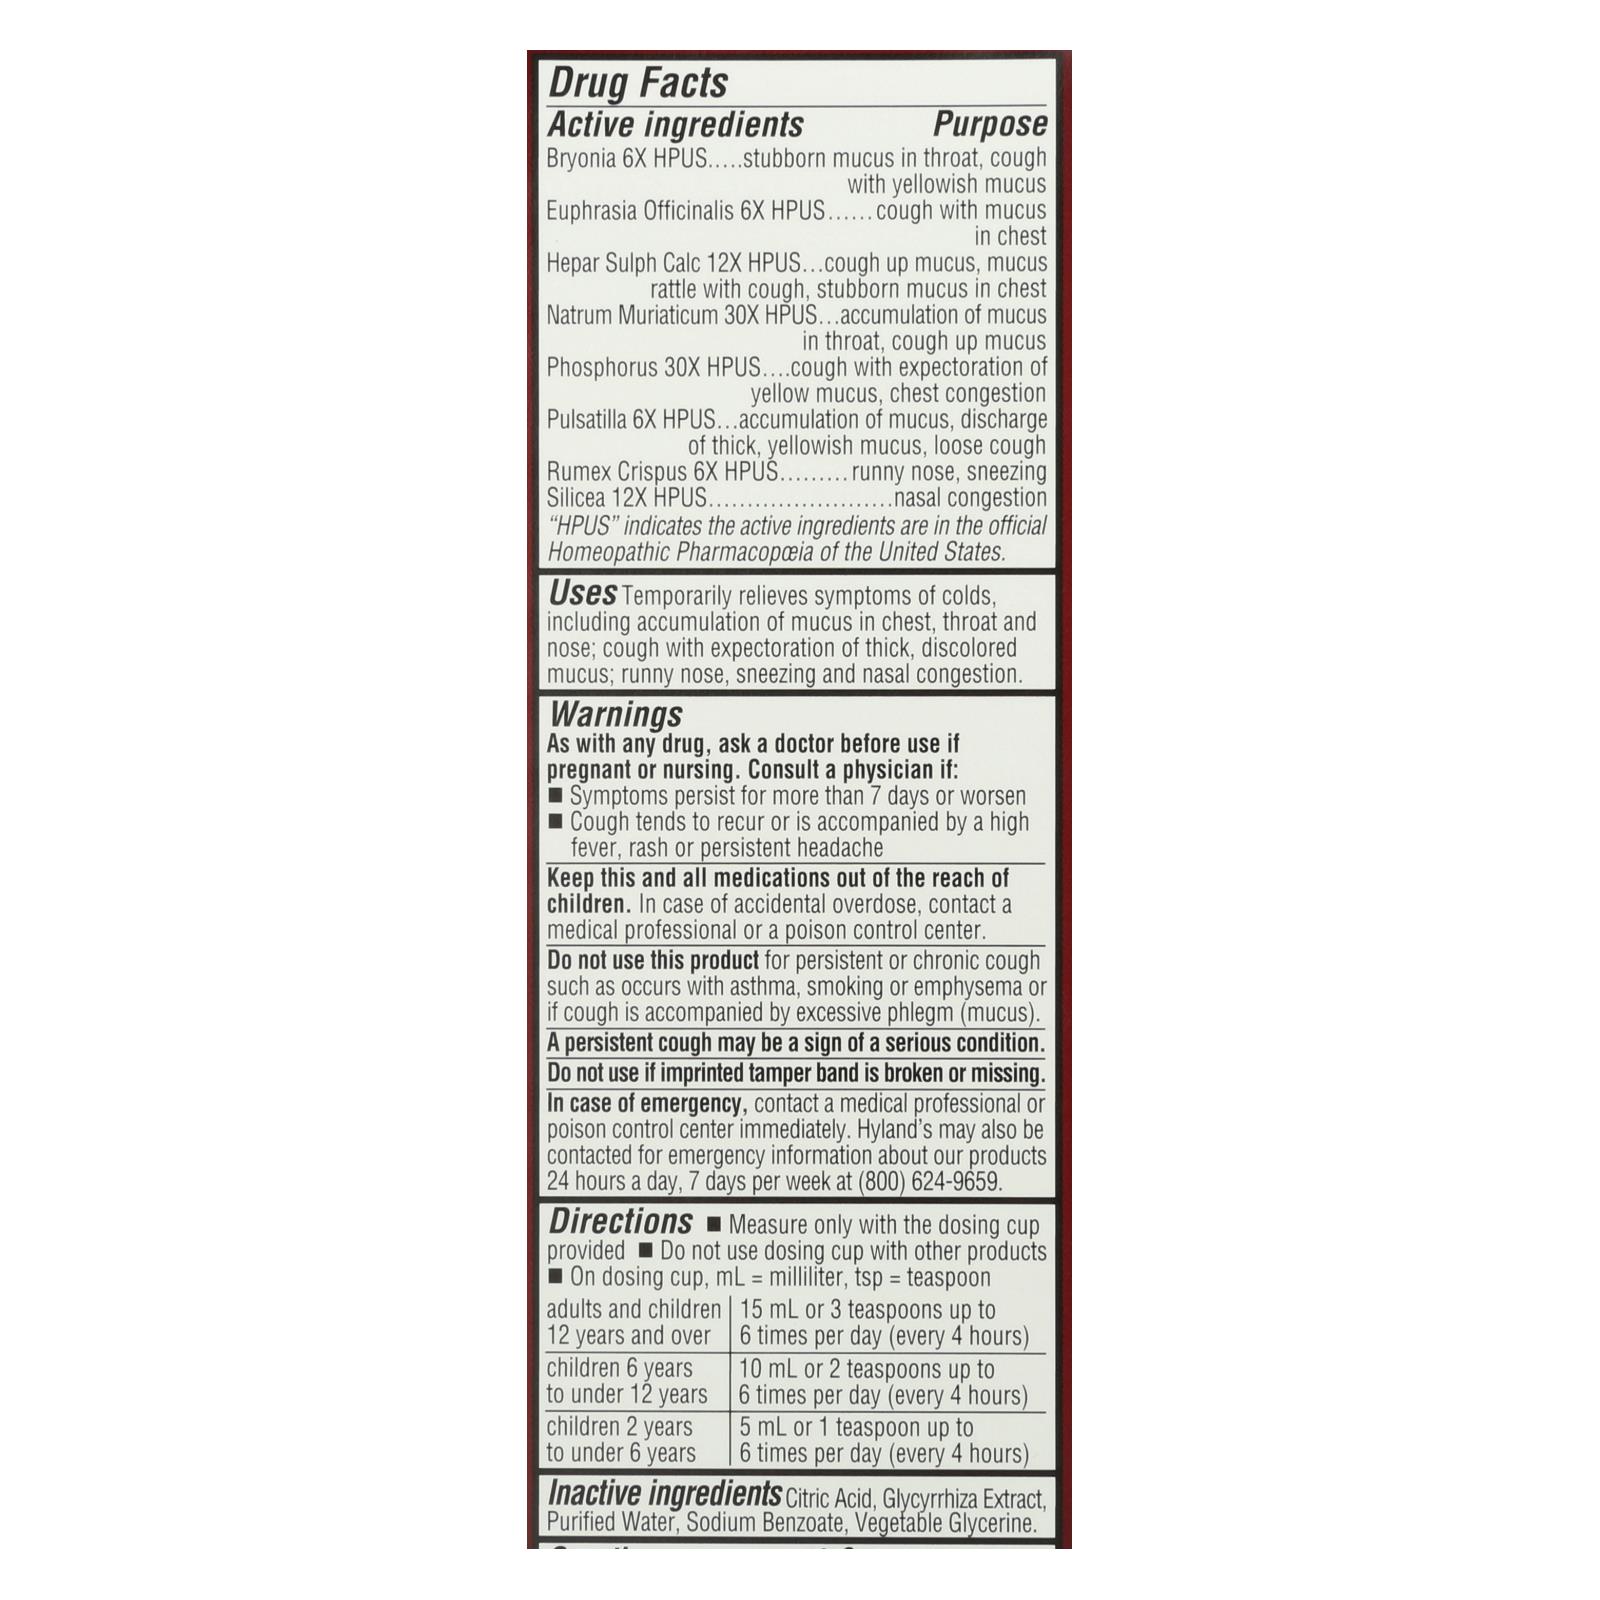 Drug Facts
Active ingredients Purpose
Bryonia 6X HPUS.....stubborn mucus in throat, cough
with yellowish mucus
Euphrasia Officinalis 6X HPUS......cough with mucus
in chest
Hepar Sulph Calc 12X HPUS...cough up mucus, mucus
rattle with cough, stubborn mucus in chest
Natrum Muriaticum 30X HPUS...accumulation of mucus
in throat, cough up mucus
Phosphorus 30X HPUS....cough with expectoration of
yellow mucus, chest congestion
Pulsatilla 6X HPUS...accumulation of mucus, discharge
of thick, yellowish mucus, loose cough
Rumex Crispus 6X HPUS.........runny nose, sneezing
Silicea 12X HPUS........................nasal congestion
“HPUS” indicates the active ingredients are in the official
Homeopathic Pharmacopœia of the United States.
Uses Temporarily relieves symptoms of colds,
including accumulation of mucus in chest, throat and
nose; cough with expectoration of thick, discolored
mucus; runny nose, sneezing and nasal congestion.
Warnings
As with any drug, ask a doctor before use if
pregnant or nursing. Consult a physician if:
■ Symptoms persist for more than 7 days or worsen
■ Cough tends to recur or is accompanied by a high
fever, rash or persistent headache
Keep this and all medications out of the reach of
children. In case of accidental overdose, contact a
medical professional or a poison control center.
Do not use this product for persistent or chronic cough
such as occurs with asthma, smoking or emphysema or
if cough is accompanied by excessive phlegm (mucus).
A persistent cough may be a sign of a serious condition.
Do not use if imprinted tamper band is broken or missing.
In case of emergency, contact a medical professional or
poison control center immediately. Hyland's may also be
contacted for emergency information about our products
24 hours a day, 7 days per week at (800) 624-9659.
Directions ■ Measure only with the dosing cup
provided ■ Do not use dosing cup with other products
■ On dosing cup, mL = milliliter, tsp = teaspoon
adults and children 15 mL or 3 teaspoons up to
12 years and over 6 times per day (every 4 hours)
children 6 years 10 mL or 2 teaspoons up to
to under 12 years 6 times per day (every 4 hours)
children 2 years 5 mL or 1 teaspoon up to
to under 6 years 6 times per day (every 4 hours)
Inactive ingredients Citric Acid, Glycyrrhiza Extract,
Purified Water, Sodium Benzoate, Vegetable Glycerine.